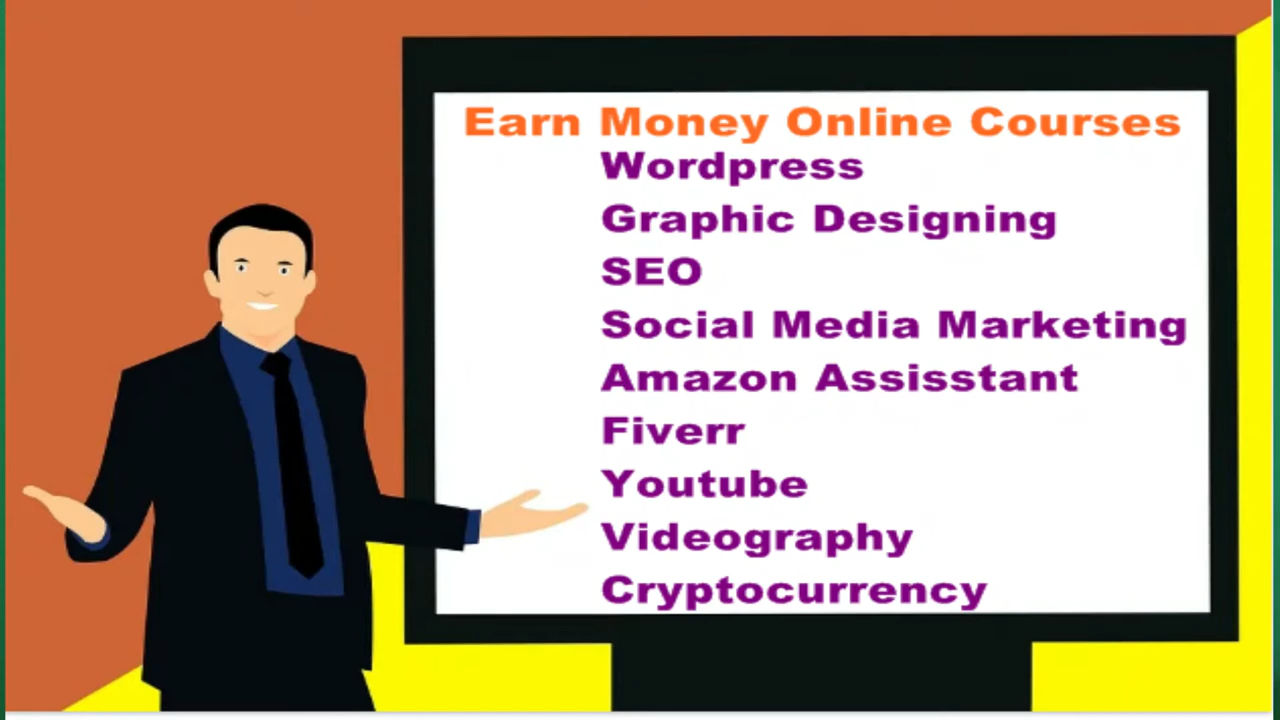 Earn Money Online Courses
Wordpress
Graphic Designing
SEO
Social Media Marketing
Amazon Assisstant
Fiverr
Youtube
Videography
Cryptocurrency